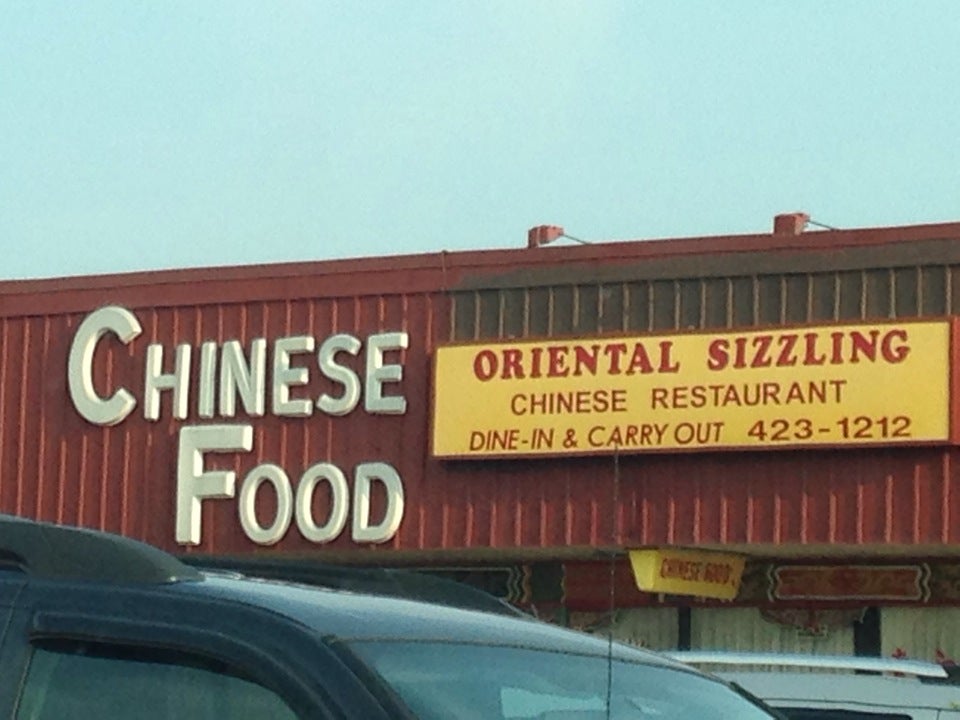 CHINESE
FOOD
ORIENTAL SIZZLING
CHINESE RESTAURANT
DINE-IN & CARRY OUT 423-1212
CHINESE FOOD